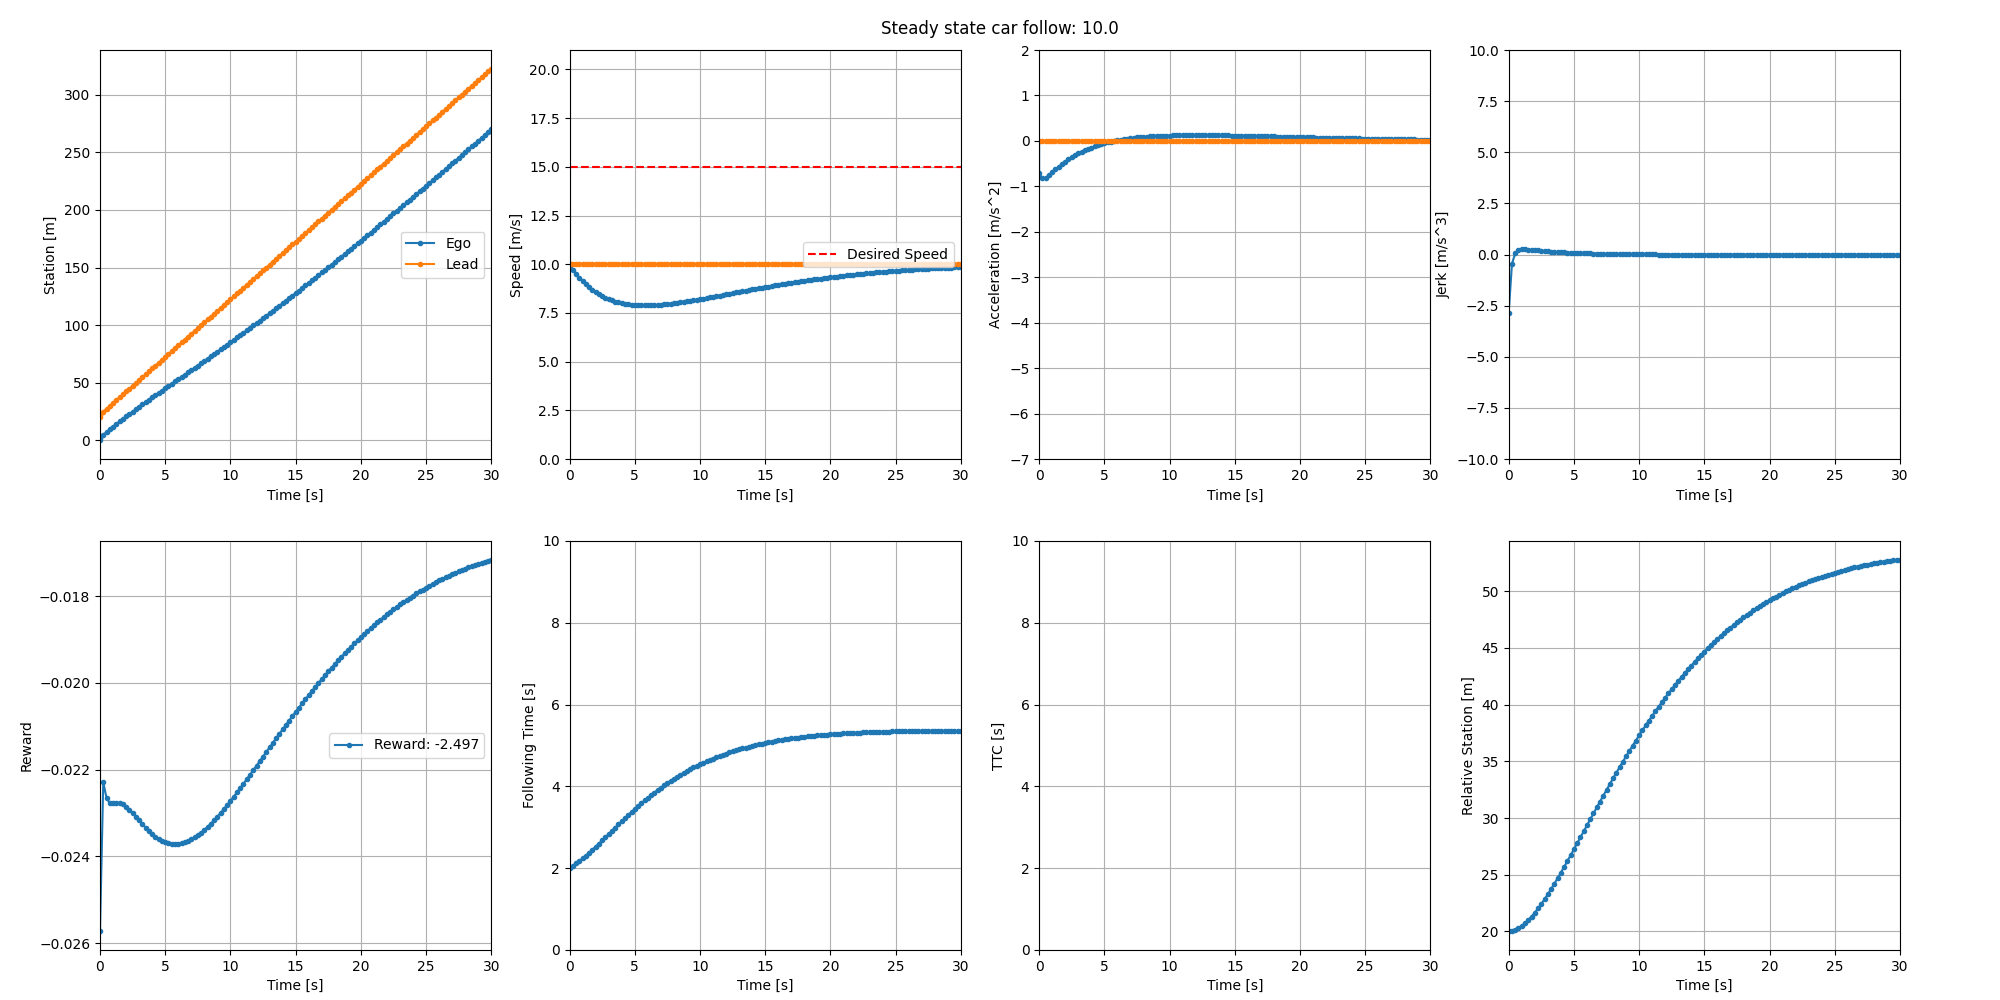 Steady state car follow: 10.0
Station [m]
300
250
200
150
100
50
0
Ego
Lead
0 5 10 15 20 25 30
Time [s]
Speed [m/s]
20.0
17.5
15.0
12.5
10.0
7.5
5.0
2.5
0.0
Desired Speed
0 5 10 15 20 25 30
Time [s]
Acceleration [m/s^2]
2
1
0
−1
−2
−3
−4
−5
−6
−7
0 5 10 15 20 25 30
Time [s]
Jerk [m/s^3]
10.0
7.5
5.0
2.5
0.0
−2.5
−5.0
−7.5
−10.0
0 5 10 15 20 25 30
Time [s]
Reward
−0.018
−0.020
−0.022
−0.024
−0.026
Reward: -2.497
0 5 10 15 20 25 30
Time [s]
Following Time [s]
10
8
6
4
2
0
0 5 10 15 20 25 30
Time [s]
TTC [s]
10
8
6
4
2
0
0 5 10 15 20 25 30
Time [s]
Relative Station [m]
50
45
40
35
30
25
20
0 5 10 15 20 25 30
Time [s]